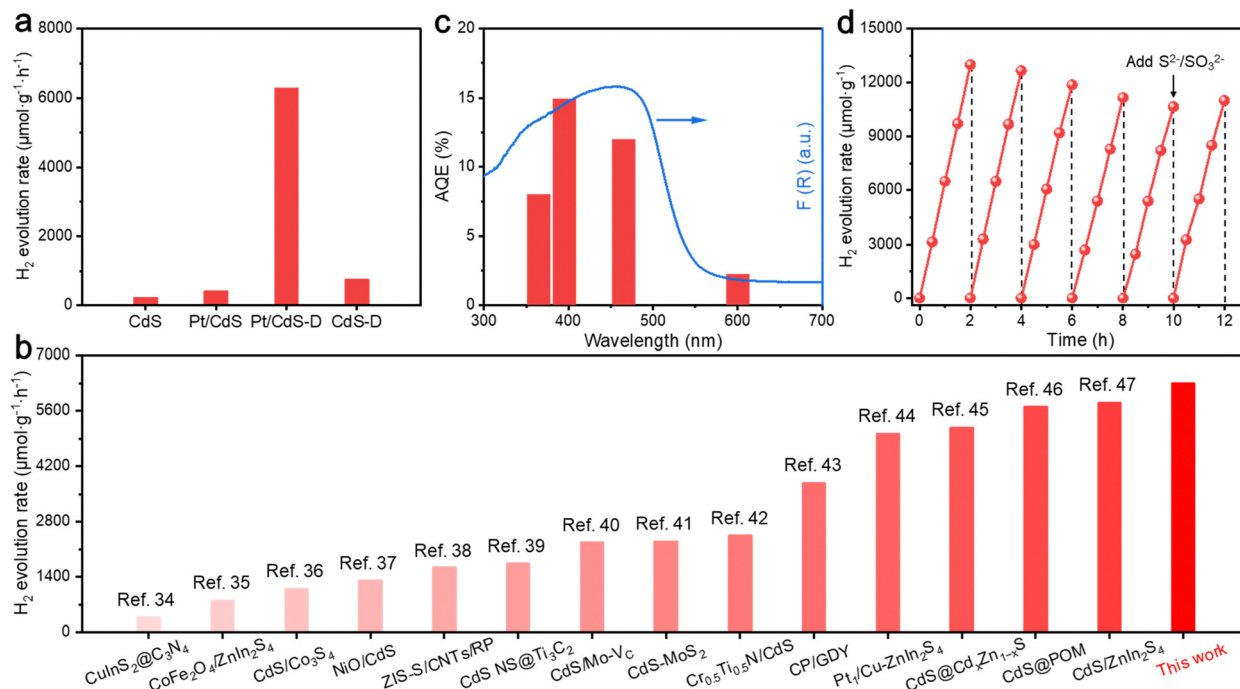 a
H₂ evolution rate (μmol·g⁻¹·h⁻¹)
8000
6000
4000
2000
0
CdS
Pt/CdS
Pt/CdS-D
CdS-D
c
AQE (%)
20
15
10
5
0
300
400
500
600
700
Wavelength (nm)
F (R) (a.u.)
d
H₂ evolution rate (μmol·g⁻¹)
15000
12000
9000
6000
3000
0
Add S²⁻/SO₃²⁻
0
2
4
6
8
10
12
Time (h)
b
H₂ evolution rate (μmol·g⁻¹·h⁻¹)
7000
5600
4200
2800
1400
0
Ref. 34
Ref. 35
Ref. 36
Ref. 37
Ref. 38
Ref. 39
Ref. 40
Ref. 41
Ref. 42
Ref. 43
Ref. 44
Ref. 45
Ref. 46
Ref. 47
CuInS₂@C₃N₄
CoFe₂O₄/ZnIn₂S₄
CdS/Co₃S₄
NiO/CdS
ZIS-S/CNTs/RP
CdS NS@Ti₃C₂
CdS/Mo-V_C
CdS-MoS₂
Cr₀.₅Ti₀.₅N/CdS
CP/GDY
Pt₁/Cu-ZnIn₂S₄
CdS@CdₓZn₁₋ₓS
CdS@POM
CdS/ZnIn₂S₄
This work